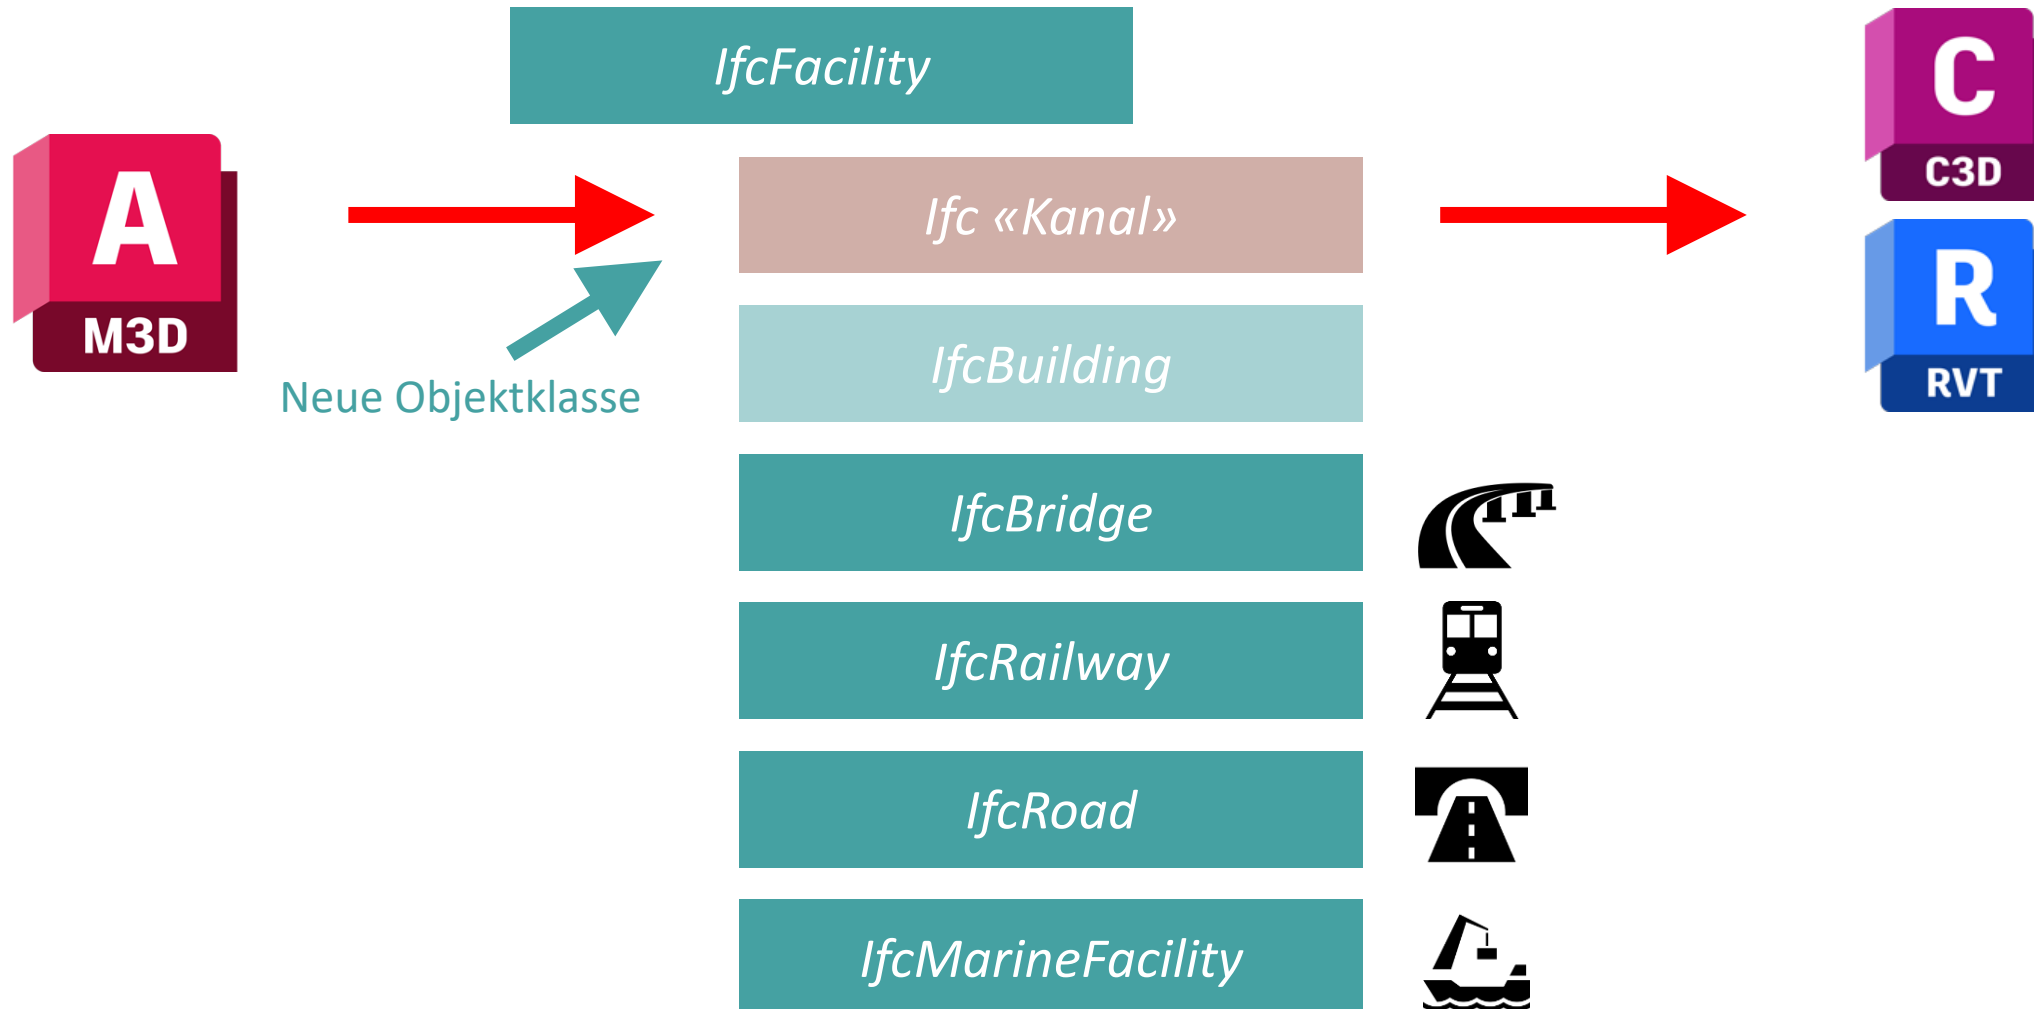 IfcFacility
A
M3D
Ifc «Kanal»
C
C3D
Neue Objektklasse
IfcBuilding
R
RVT
IfcBridge
IfcRailway
IfcRoad
IfcMarineFacility